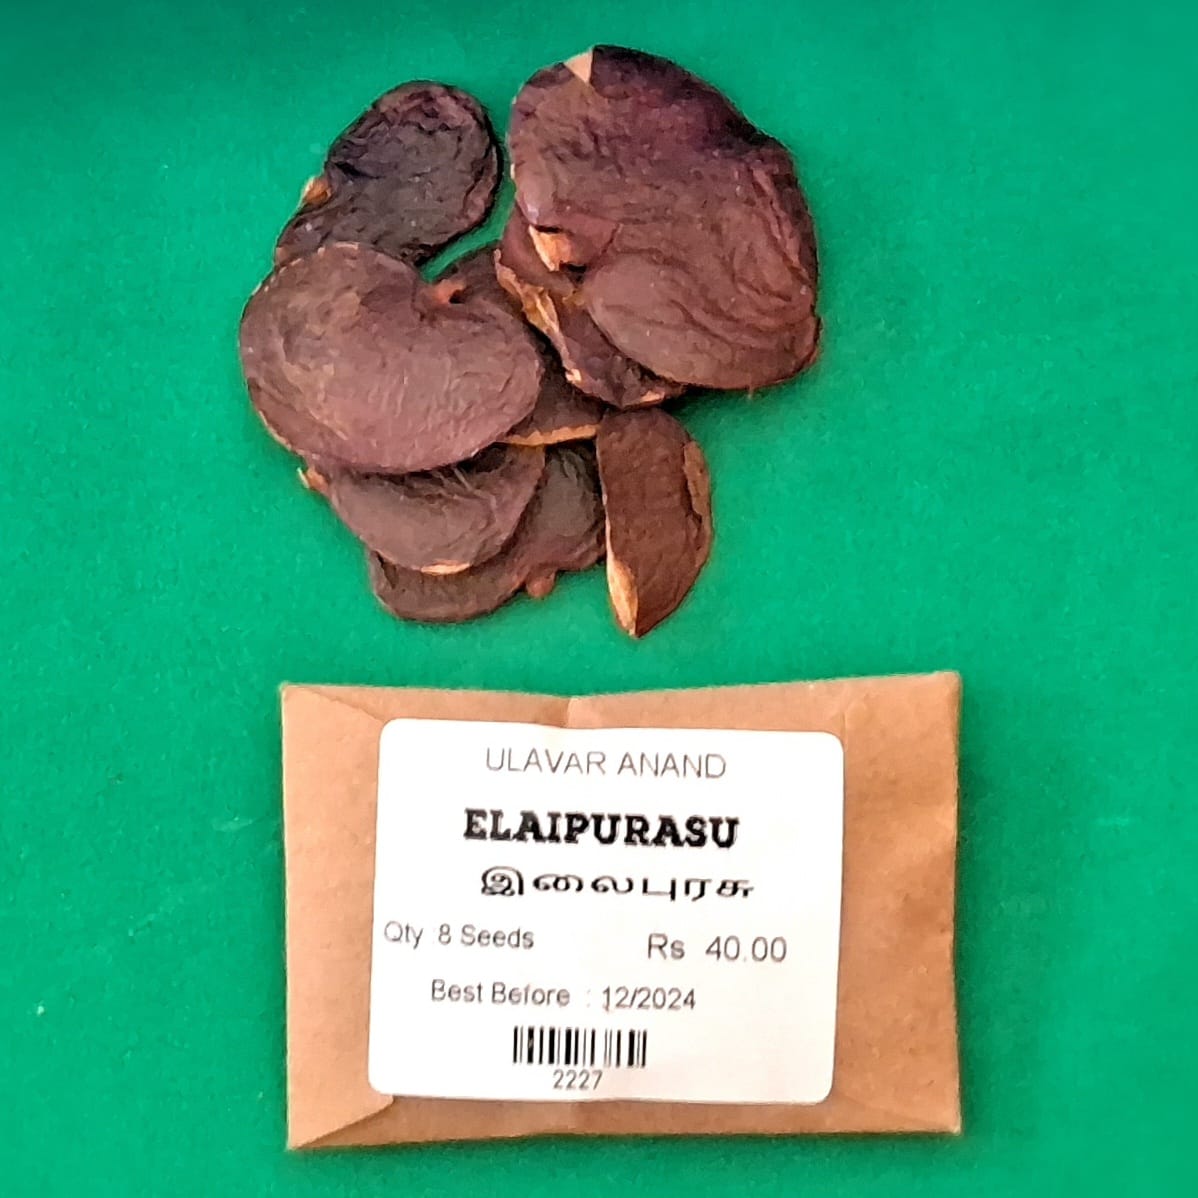 ULAVAR ANAND
ELAIPURASU
இலைபுரசு
Qty 8 Seeds Rs 40.00
Best Before : 12/2024
2227